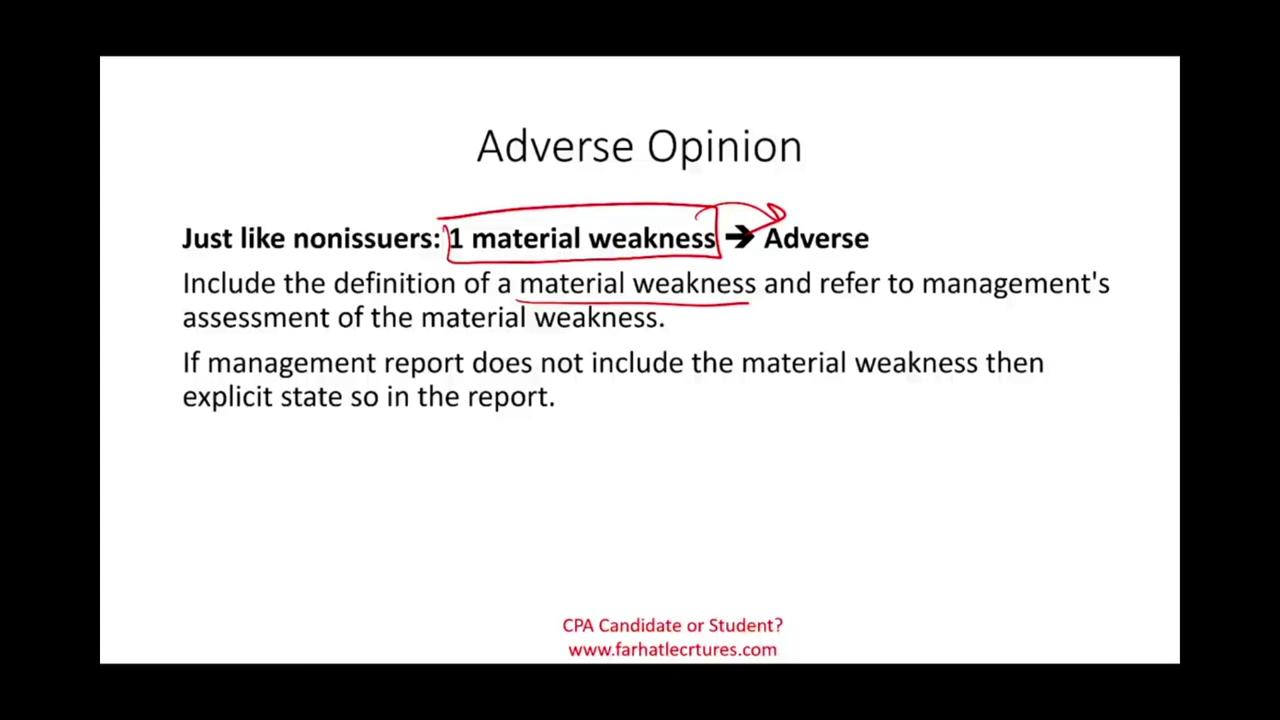 Adverse Opinion
Just like nonissuers: 1 material weakness ➔ Adverse
Include the definition of a material weakness and refer to management's
assessment of the material weakness.
If management report does not include the material weakness then
explicit state so in the report.
CPA Candidate or Student?
www.farhatlecrtures.com